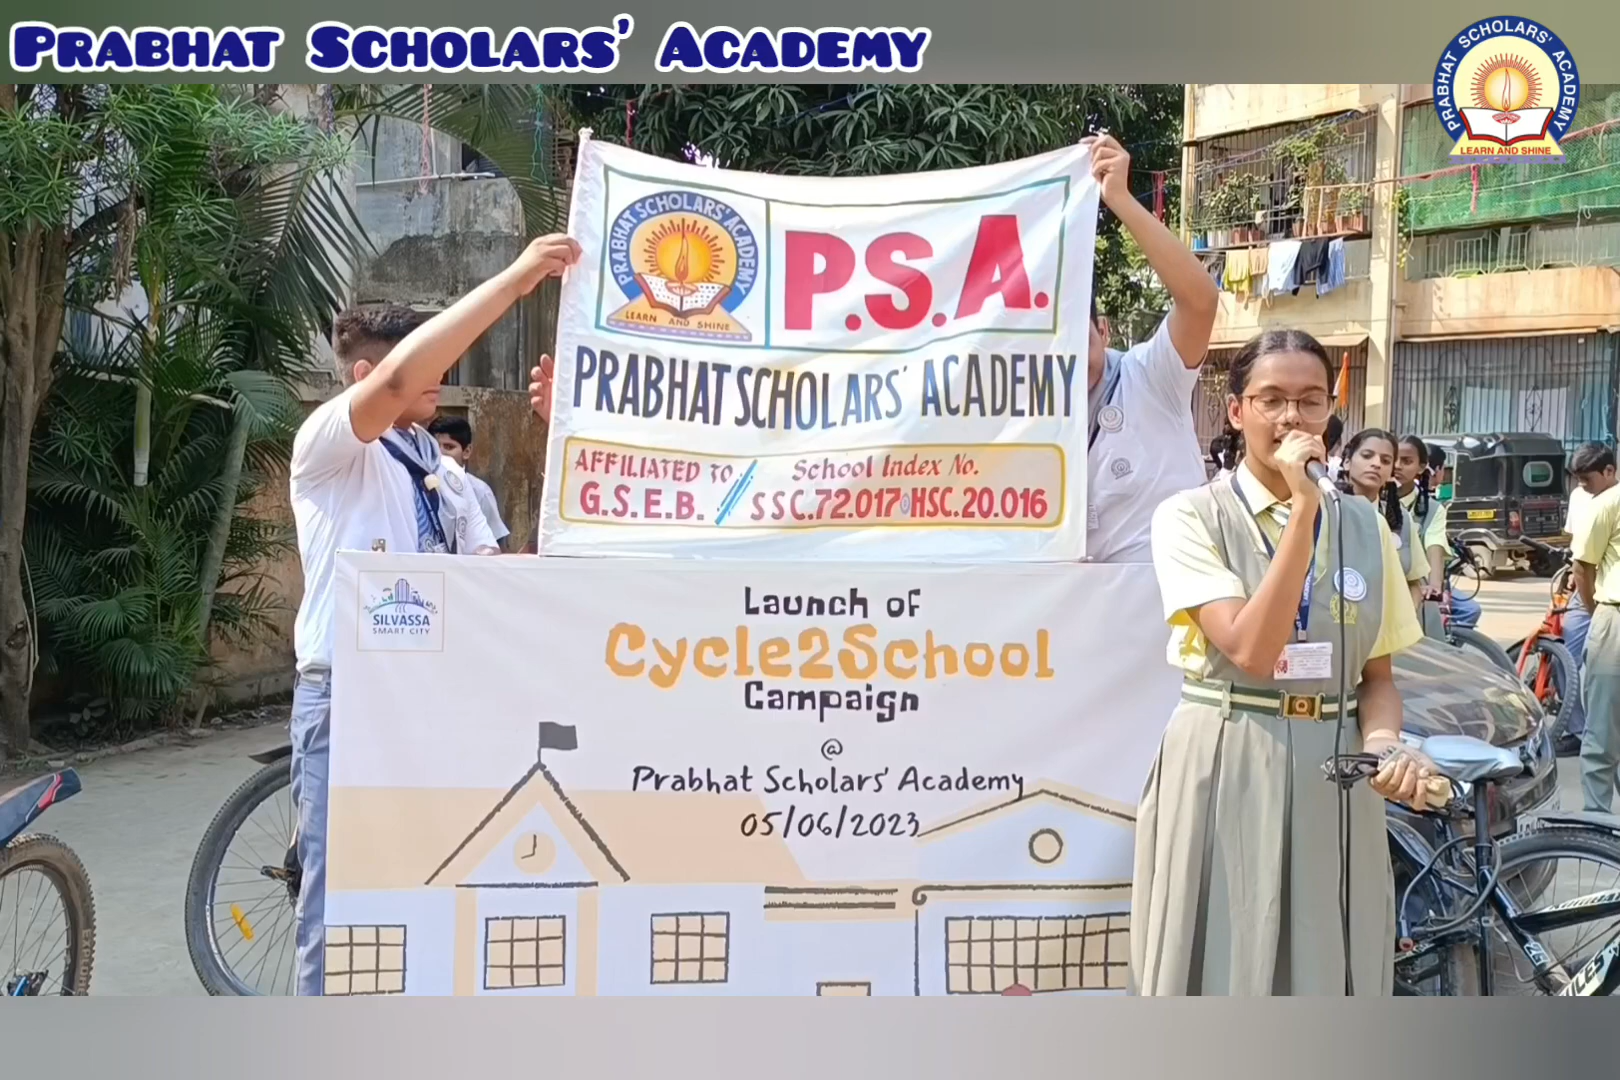 PRABHAT SCHOLARS' ACADEMY
PRABHAT SCHOLARS' ACADEMY
LEARN AND SHINE
PRABHAT SCHOLARS' ACADEMY
LEARN AND SHINE
P.S.A.
PRABHAT SCHOLARS' ACADEMY
AFFILIATED TO
G.S.E.B.
School Index No.
SSC.72.017 HSC.20.016
SILVASSA
SMART CITY
Launch of
Cycle2School
Campaign
@
Prabhat Scholars' Academy
05/06/2023